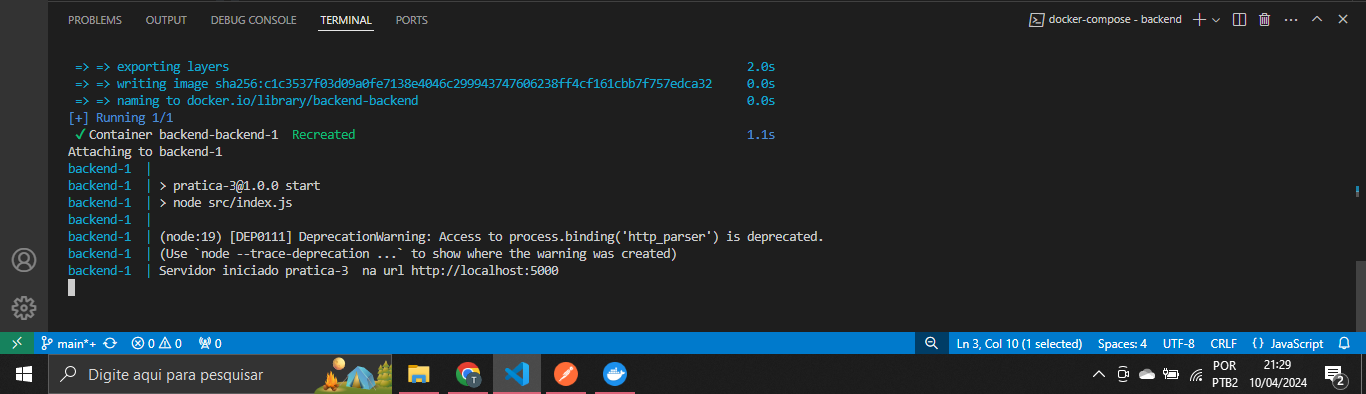 PROBLEMS OUTPUT DEBUG CONSOLE TERMINAL PORTS docker-compose - backend
=> => exporting layers 2.0s
=> => writing image sha256:c1c3537f03d09a0fe7138e4046c299943747606238ff4cf161cbb7f757edca32 0.0s
=> => naming to docker.io/library/backend-backend 0.0s
[+] Running 1/1
✓ Container backend-backend-1 Recreated 1.1s
Attaching to backend-1
backend-1 |
backend-1 | > pratica-3@1.0.0 start
backend-1 | > node src/index.js
backend-1 |
backend-1 | (node:19) [DEP0111] DeprecationWarning: Access to process.binding('http_parser') is deprecated.
backend-1 | (Use `node --trace-deprecation ...` to show where the warning was created)
backend-1 | Servidor iniciado pratica-3  na url http://localhost:5000
main*+ 0 0 0 Ln 3, Col 10 (1 selected) Spaces: 4 UTF-8 CRLF {} JavaScript
Digite aqui para pesquisar
T
POR
PTB2
21:29
10/04/2024
2